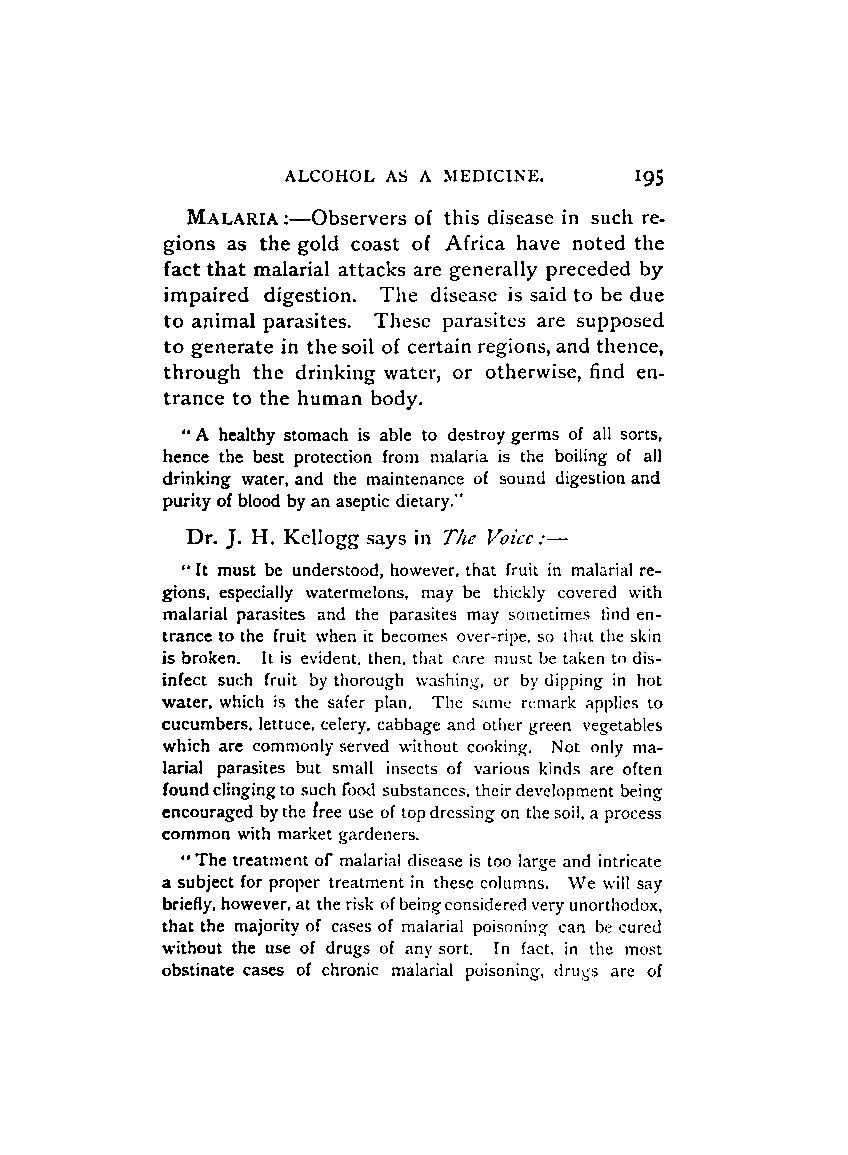 ALCOHOL AS A MEDICINE. 195
MALARIA :—Observers of this disease in such re-
gions as the gold coast of Africa have noted the
fact that malarial attacks are generally preceded by
impaired digestion. The disease is said to be due
to animal parasites. These parasites are supposed
to generate in the soil of certain regions, and thence,
through the drinking water, or otherwise, find en-
trance to the human body.
"A healthy stomach is able to destroy germs of all sorts,
hence the best protection from malaria is the boiling of all
drinking water, and the maintenance of sound digestion and
purity of blood by an aseptic dietary."
Dr. J. H. Kellogg says in The Voice :—
"It must be understood, however, that fruit in malarial re-
gions, especially watermelons, may be thickly covered with
malarial parasites and the parasites may sometimes find en-
trance to the fruit when it becomes over-ripe, so that the skin
is broken. It is evident, then, that care must be taken to dis-
infect such fruit by thorough washing, or by dipping in hot
water, which is the safer plan. The same remark applies to
cucumbers, lettuce, celery, cabbage and other green vegetables
which are commonly served without cooking. Not only ma-
larial parasites but small insects of various kinds are often
found clinging to such food substances, their development being
encouraged by the free use of top dressing on the soil, a process
common with market gardeners.
"The treatment of malarial disease is too large and intricate
a subject for proper treatment in these columns. We will say
briefly, however, at the risk of being considered very unorthodox,
that the majority of cases of malarial poisoning can be cured
without the use of drugs of any sort. In fact, in the most
obstinate cases of chronic malarial poisoning, drugs are of